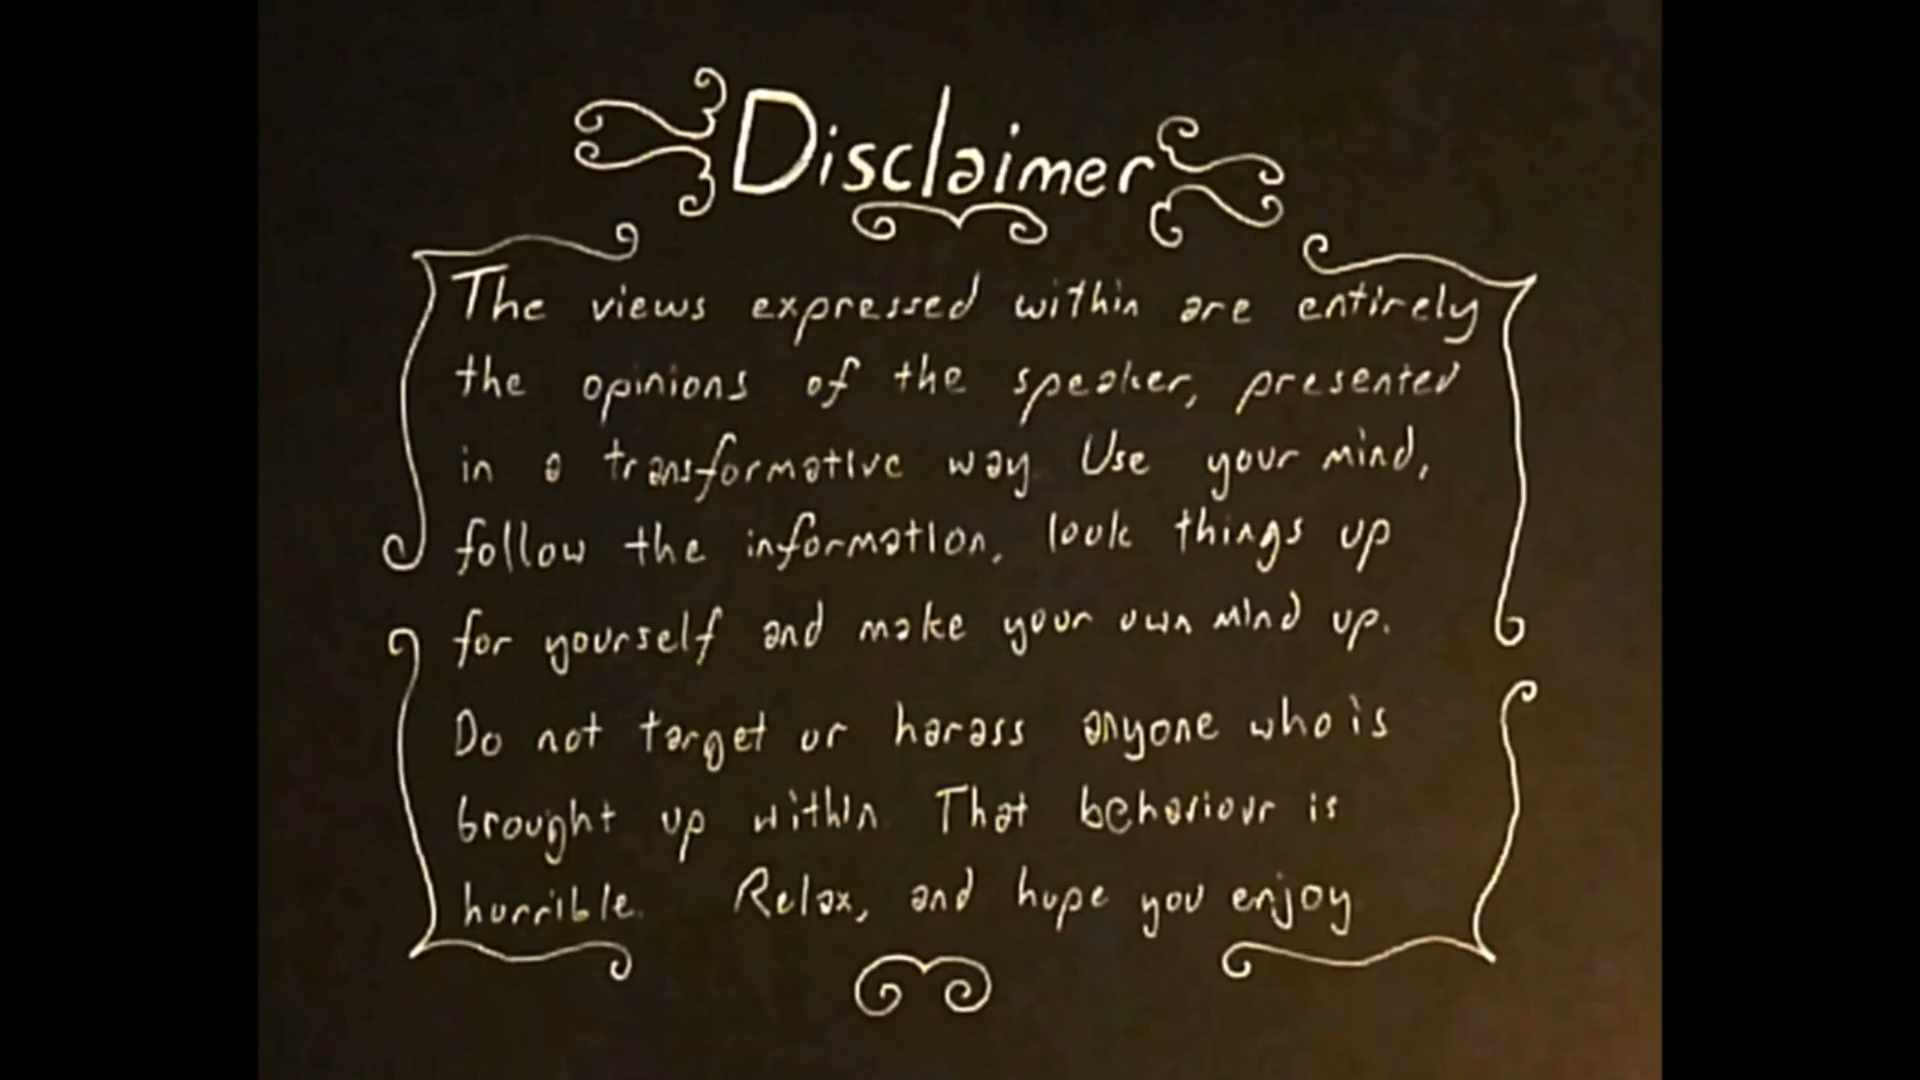 Disclaimer
The views expressed within are entirely
the opinions of the speaker, presented
in a transformative way. Use your mind,
follow the information, look things up
for yourself and make your own mind up.
Do not target or harass anyone who is
brought up within. That behaviour is
horrible. Relax, and hope you enjoy